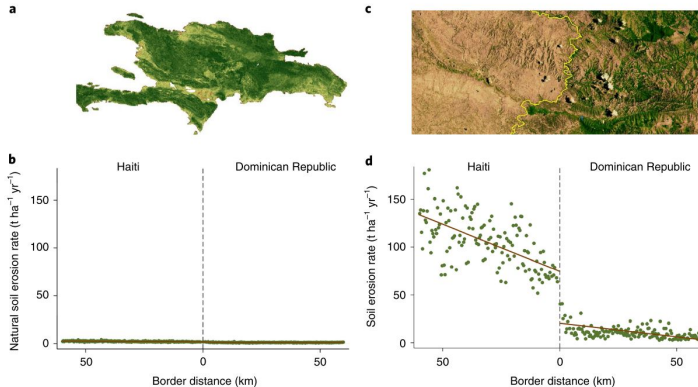 a
c
b
Haiti
Dominican Republic
Natural soil erosion rate (t ha⁻¹ yr⁻¹)
150
100
50
0
50
0
50
Border distance (km)
d
Haiti
Dominican Republic
Soil erosion rate (t ha⁻¹ yr⁻¹)
150
100
50
0
50
0
50
Border distance (km)